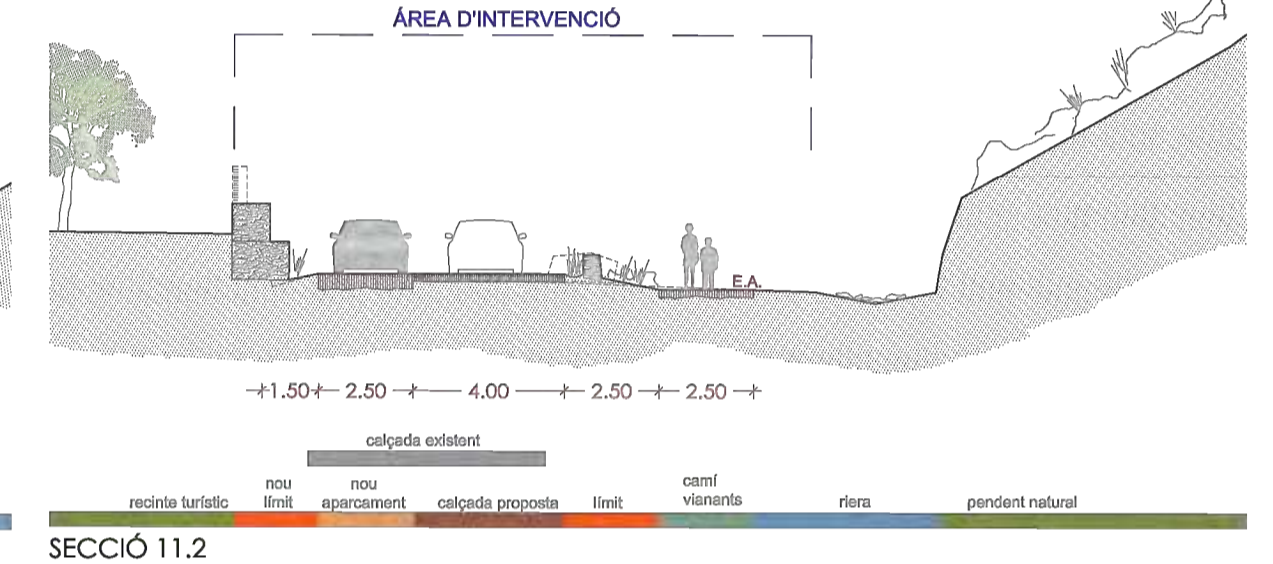 ÁREA D'INTERVENCIÓ
E.A.
1.50 2.50 4.00 2.50 2.50
calçada existent
recinte turístic
nou
límit
nou
aparcament
calçada proposta
límit
camí
vianants
riera
pendent natural
SECCIÓ 11.2